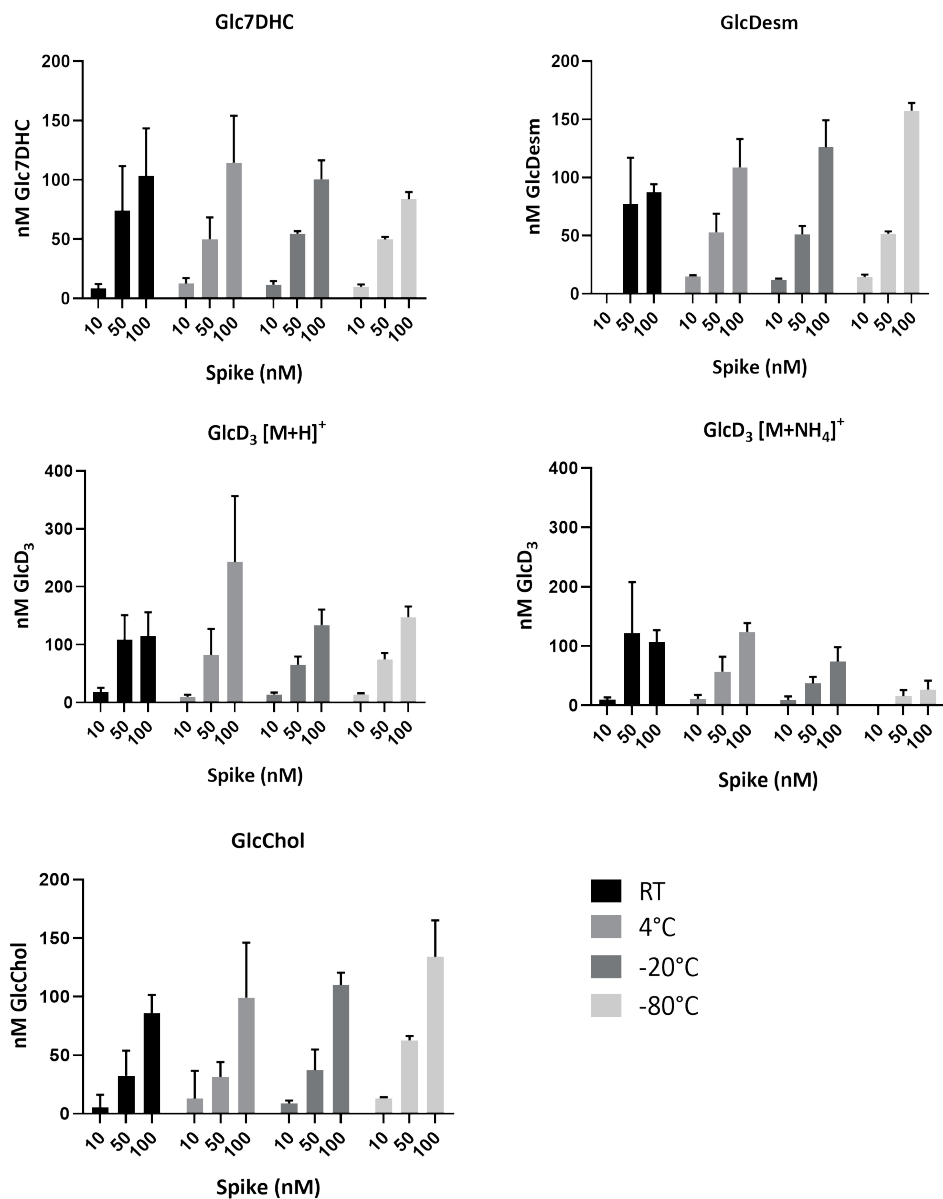 Glc7DHC
nM Glc7DHC
200
150
100
50
0
10 50 100 10 50 100 10 50 100 10 50 100
Spike (nM)
GlcDesm
nM GlcDesm
200
150
100
50
0
10 50 100 10 50 100 10 50 100 10 50 100
Spike (nM)
GlcD₃ [M+H]⁺
nM GlcD₃
400
300
200
100
0
10 50 100 10 50 100 10 50 100 10 50 100
Spike (nM)
GlcD₃ [M+NH₄]⁺
nM GlcD₃
400
300
200
100
0
10 50 100 10 50 100 10 50 100 10 50 100
Spike (nM)
GlcChol
nM GlcChol
200
150
100
50
0
10 50 100 10 50 100 10 50 100 10 50 100
Spike (nM)
RT
4°C
-20°C
-80°C